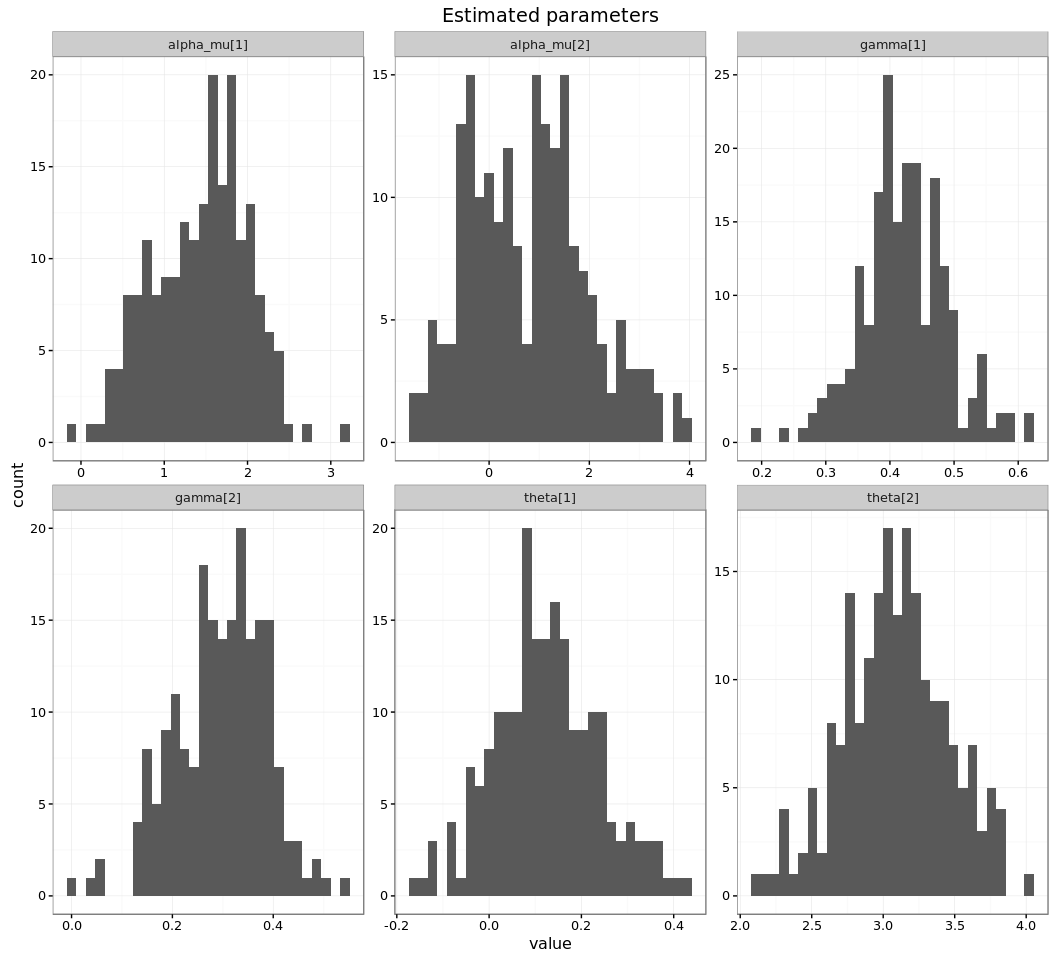 Estimated parameters
alpha_mu[1] alpha_mu[2] gamma[1]
20
15
10
5
0
0 1 2 3
15
10
5
0
0 2 4
25
20
15
10
5
0
0.2 0.3 0.4 0.5 0.6
count
gamma[2] theta[1] theta[2]
20
15
10
5
0
0.0 0.2 0.4
20
15
10
5
0
-0.2 0.0 0.2 0.4
15
10
5
0
2.0 2.5 3.0 3.5 4.0
value